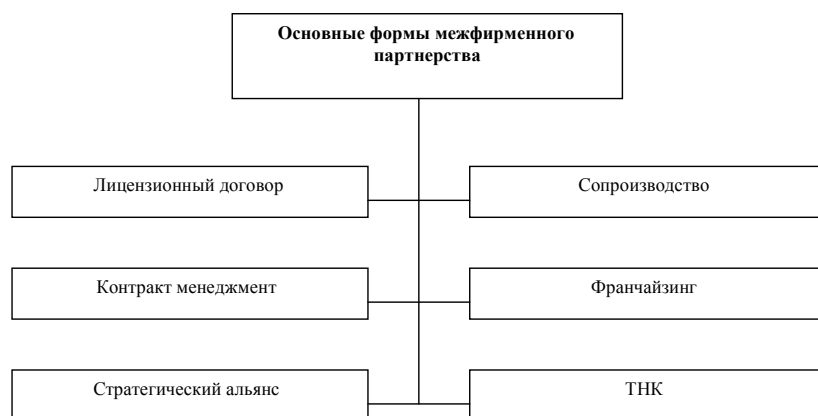 Основные формы межфирменного
партнерства
Лицензионный договор
Сопроизводство
Контракт менеджмент
Франчайзинг
Стратегический альянс
ТНК